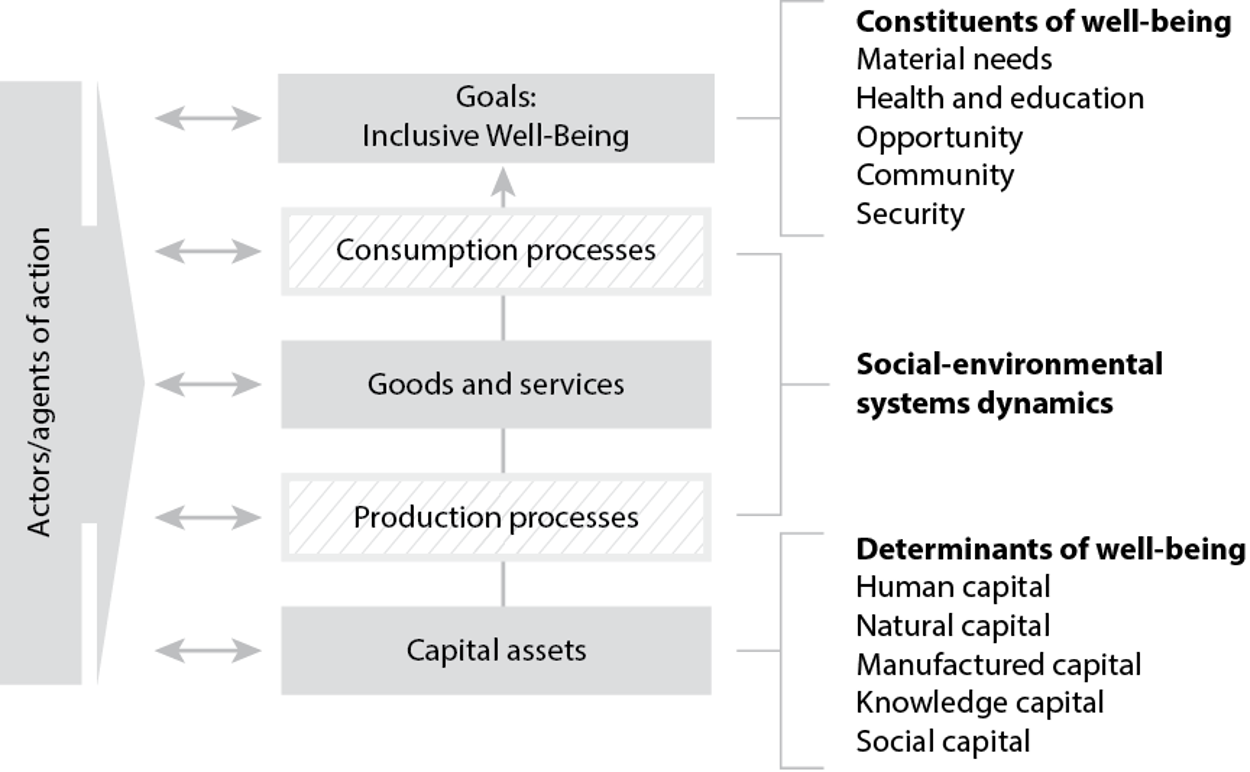 Actors/agents of action
Goals:
Inclusive Well-Being
Consumption processes
Goods and services
Production processes
Capital assets
Constituents of well-being
Material needs
Health and education
Opportunity
Community
Security
Social-environmental
systems dynamics
Determinants of well-being
Human capital
Natural capital
Manufactured capital
Knowledge capital
Social capital